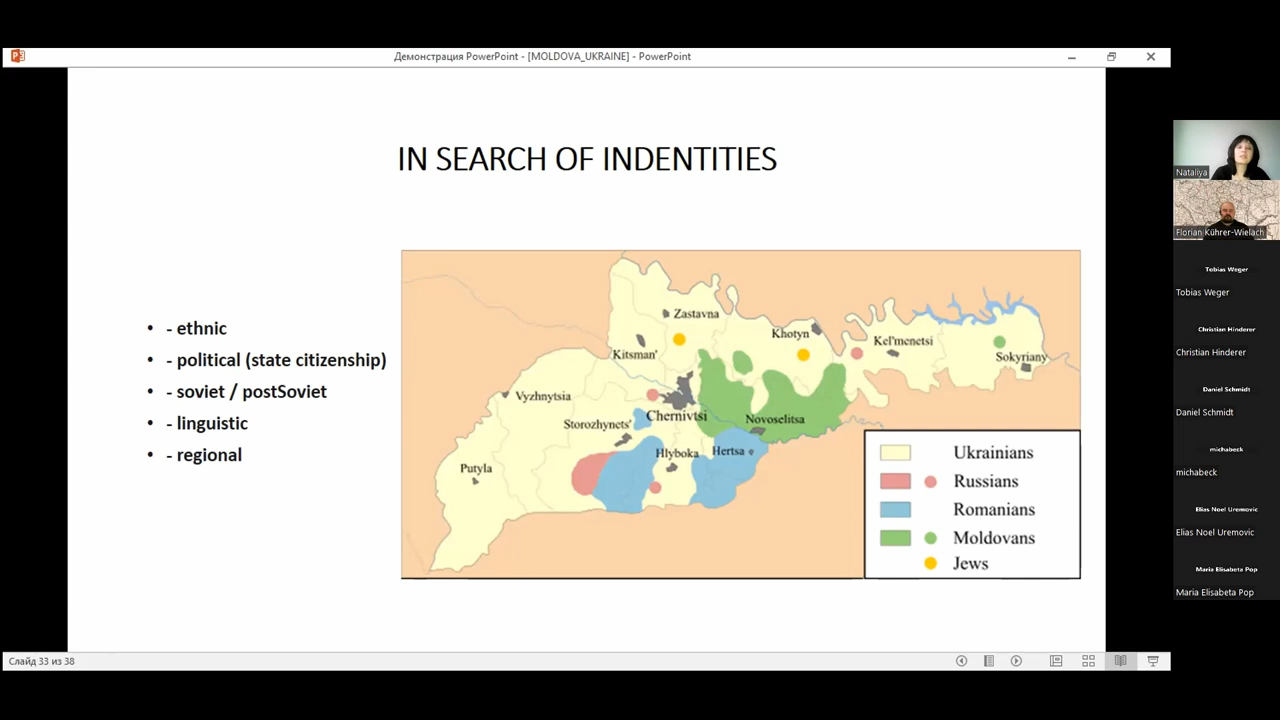 Демонстрация PowerPoint - [MOLDOVA_UKRAINE] - PowerPoint
IN SEARCH OF INDENTITIES
• - ethnic
• - political (state citizenship)
• - soviet / postSoviet
• - linguistic
• - regional
Zastavna
Khotyn
Kitsman'
Kel'menetsi
Sokyriany
Vyzhnytsia
Chernivtsi
Storozhynets'
Novoselitsa
Hlyboka
Hertsa
Putyla
Ukrainians
Russians
Romanians
Moldovans
Jews
Слайд 33 из 38
Nataliya
Florian Kührer-Wielach
Tobias Weger
Tobias Weger
Christian Hinderer
Christian Hinderer
Daniel Schmidt
Daniel Schmidt
michabeck
michabeck
Elias Noel Uremovic
Elias Noel Uremovic
Maria Elisabeta Pop
Maria Elisabeta Pop